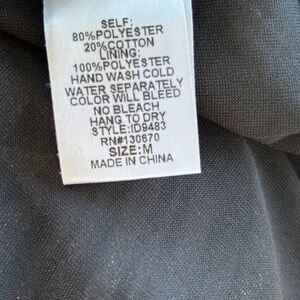 SELF:
80%POLYESTER
20%COTTON
LINING:
100%POLYESTER
HAND WASH COLD
WATER SEPARATELY
COLOR WILL BLEED
NO BLEACH
HANG TO DRY
STYLE:ID9483
RN#130670
SIZE:M
MADE IN CHINA